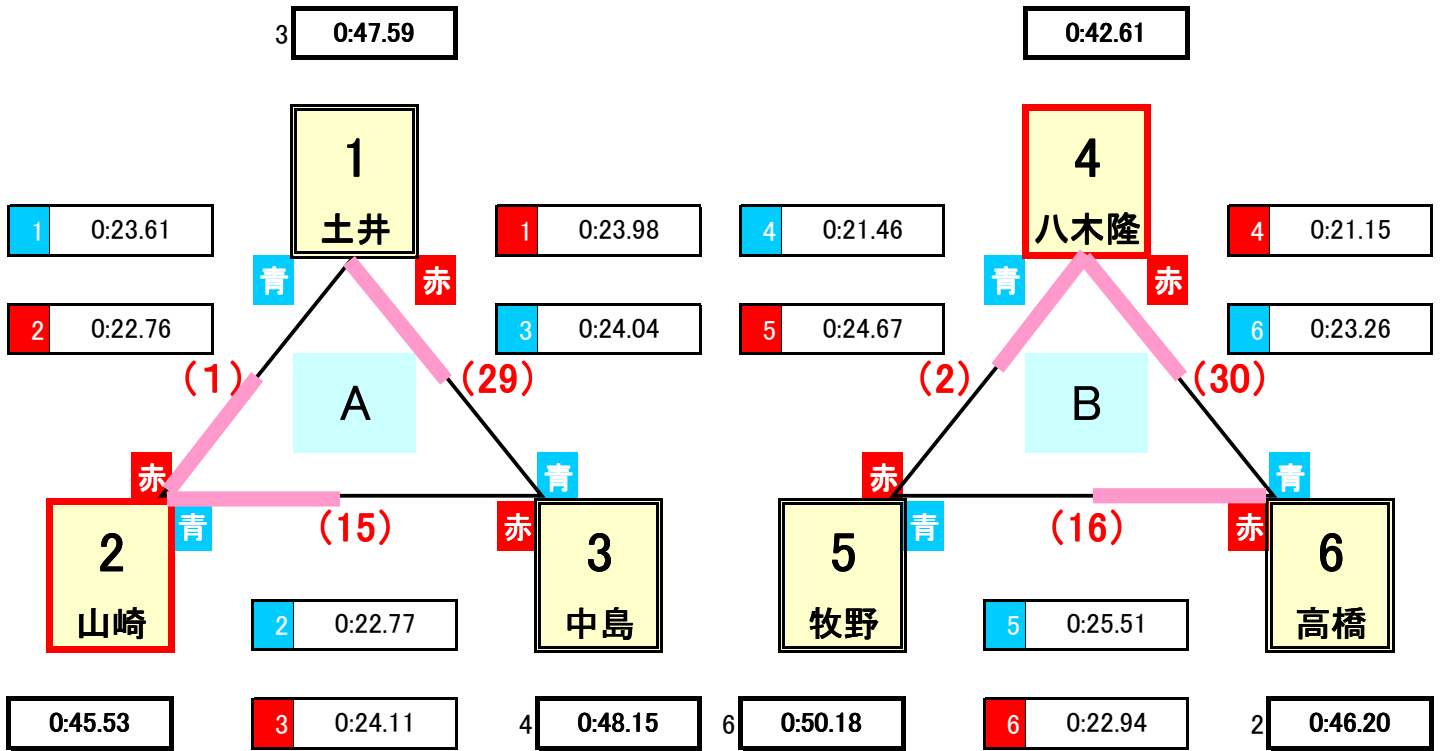 3 0:47.59
0:42.61
1
土井
4
八木隆
1 0:23.61
1 0:23.98
4 0:21.46
4 0:21.15
青
赤
青
赤
2 0:22.76
3 0:24.04
5 0:24.67
6 0:23.26
(1)
A
(29)
(2)
B
(30)
赤
青
赤
青
青
(15)
赤
青
(16)
赤
2
山崎
3
中島
5
牧野
6
高橋
2 0:22.77
5 0:25.51
0:45.53
3 0:24.11
4 0:48.15
6 0:50.18
6 0:22.94
2 0:46.20